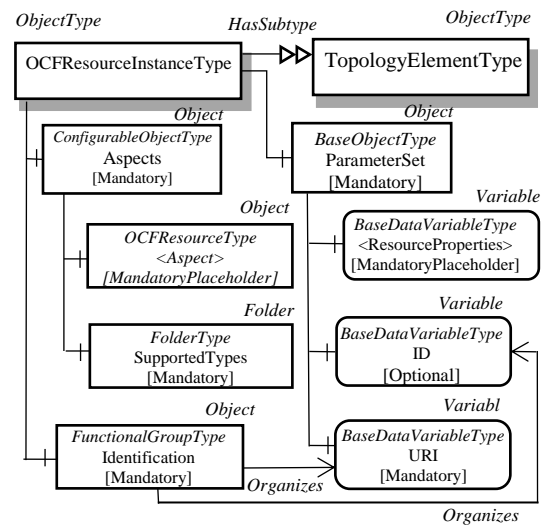 ObjectType
HasSubtype
ObjectType
OCFResourceInstanceType
TopologyElementType
Object
Object
ConfigurableObjectType
Aspects
[Mandatory]
BaseObjectType
ParameterSet
[Mandatory]
Object
Variable
OCFResourceType
<Aspect>
[MandatoryPlaceholder]
BaseDataVariableType
<ResourceProperties>
[MandatoryPlaceholder]
Folder
Variable
FolderType
SupportedTypes
[Mandatory]
BaseDataVariableType
ID
[Optional]
Object
Variabl
FunctionalGroupType
Identification
[Mandatory]
BaseDataVariableType
URI
[Mandatory]
Organizes
Organizes